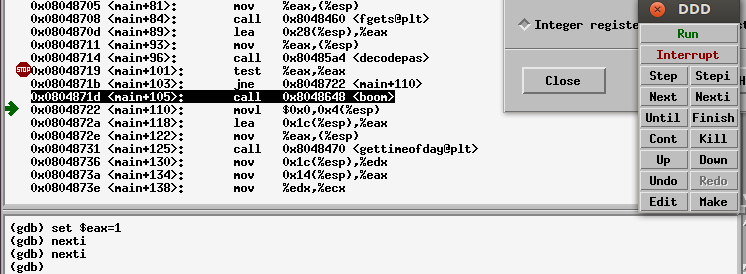 0x08048705 <main+81>: mov %eax,(%esp)
0x08048708 <main+84>: call 0x8048460 <fgets@plt>
0x0804870d <main+89>: lea 0x28(%esp),%eax
0x08048711 <main+93>: mov %eax,(%esp)
0x08048714 <main+96>: call 0x80485a4 <decodepas>
STOP 0x08048719 <main+101>: test %eax,%eax
0x0804871b <main+103>: jne 0x8048722 <main+110>
0x0804871d <main+105>: call 0x8048648 <boom>
0x08048722 <main+110>: movl $0x0,0x4(%esp)
0x0804872a <main+118>: lea 0x1c(%esp),%eax
0x0804872e <main+122>: mov %eax,(%esp)
0x08048731 <main+125>: call 0x8048470 <gettimeofday@plt>
0x08048736 <main+130>: mov 0x1c(%esp),%edx
0x0804873a <main+134>: mov 0x14(%esp),%eax
0x0804873e <main+138>: mov %edx,%ecx
(gdb) set $eax=1
(gdb) nexti
(gdb) nexti
(gdb)
Integer registe
Close
H
DDD
Run
Interrupt
Step Stepi
Next Nexti
Until Finish
Cont Kill
Up Down
Undo Redo
Edit Make